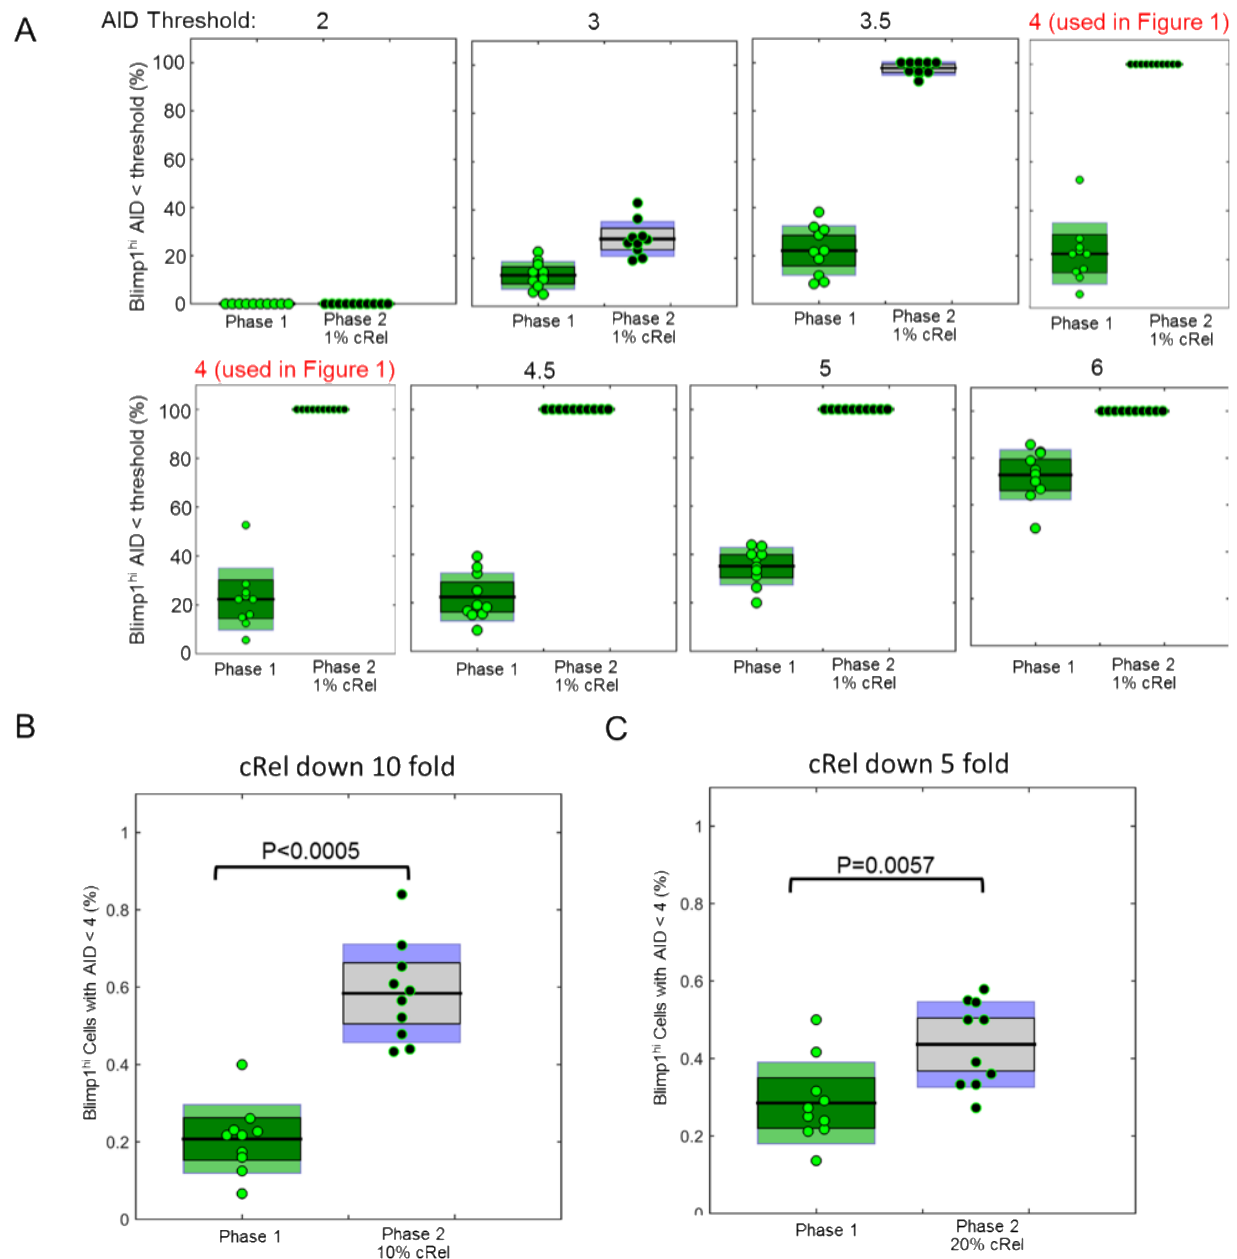 A
AID Threshold: 2 3 3.5 4 (used in Figure 1)
Blimp1hi AID < threshold (%)
100
80
60
40
20
0
Phase 1 Phase 2 Phase 1 Phase 2 Phase 1 Phase 2 Phase 1 Phase 2
1% cRel 1% cRel 1% cRel 1% cRel
4 (used in Figure 1) 4.5 5 6
Blimp1hi AID < threshold (%)
100
80
60
40
20
0
Phase 1 Phase 2 Phase 1 Phase 2 Phase 1 Phase 2 Phase 1 Phase 2
1% cRel 1% cRel 1% cRel 1% cRel
B
cRel down 10 fold
P<0.0005
Blimp1hi Cells with AID < 4 (%)
1
0.8
0.6
0.4
0.2
0
Phase 1 Phase 2
10% cRel
C
cRel down 5 fold
P=0.0057
Blimp1hi Cells with AID < 4 (%)
1
0.8
0.6
0.4
0.2
0
Phase 1 Phase 2
20% cRel